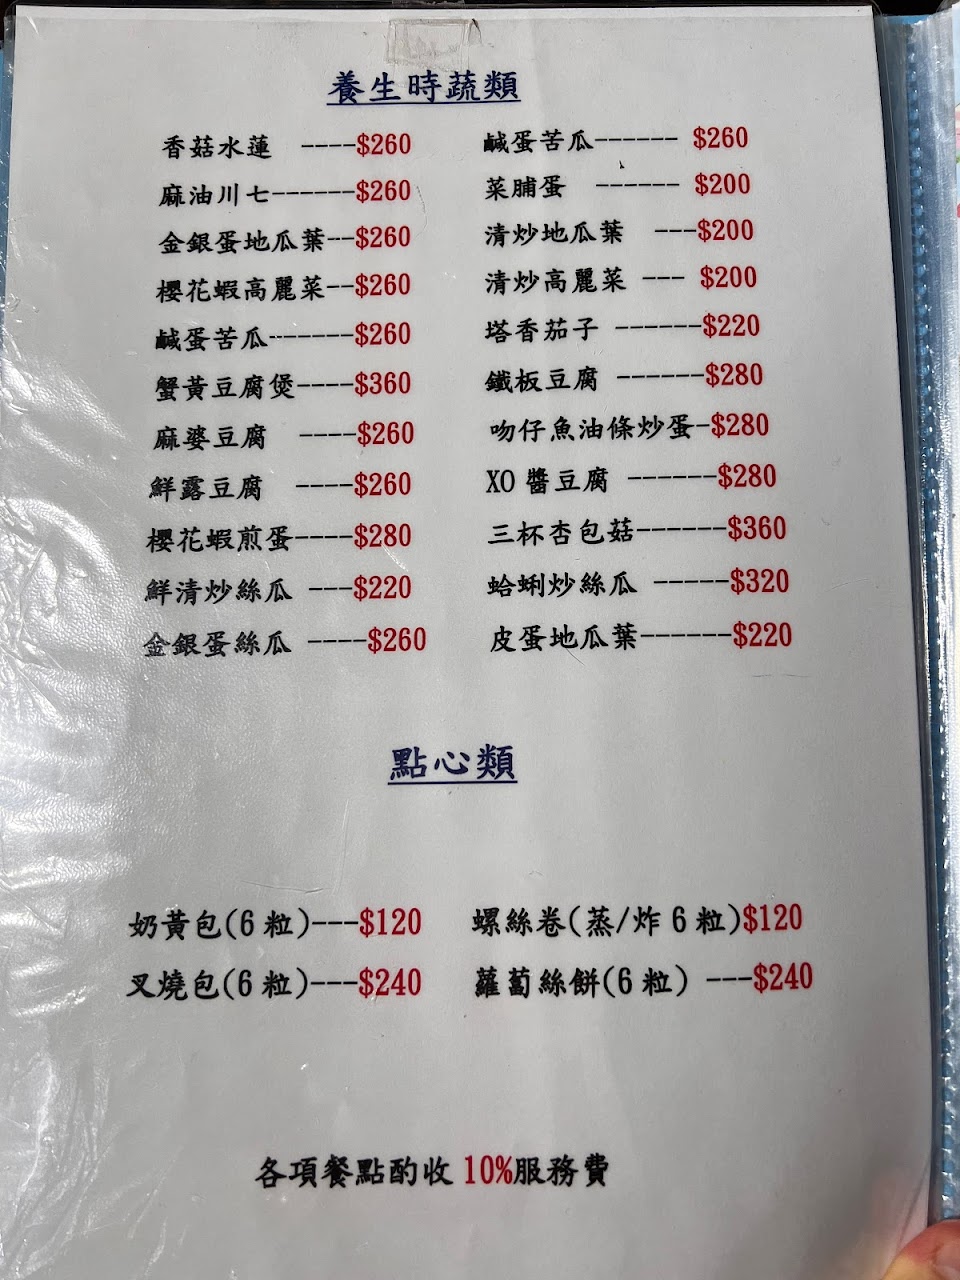 養生時蔬類
香菇水蓮 ----$260 鹹蛋苦瓜------ $260
麻油川七------$260 菜脯蛋 ------ $200
金銀蛋地瓜葉--$260 清炒地瓜葉 ---$200
櫻花蝦高麗菜--$260 清炒高麗菜 --- $200
鹹蛋苦瓜------$260 塔香茄子 ------$220
蟹黃豆腐煲----$360 鐵板豆腐 ------$280
麻婆豆腐 ----$260 吻仔魚油條炒蛋-$280
鮮露豆腐 ----$260 XO 醬豆腐 ------$280
櫻花蝦煎蛋----$280 三杯杏包菇------$360
鮮清炒絲瓜 ----$220 蛤蜊炒絲瓜 -----$320
金銀蛋絲瓜 ----$260 皮蛋地瓜葉------$220
點心類
奶黃包(6 粒)---$120 螺絲卷(蒸/炸 6 粒)$120
叉燒包(6 粒)---$240 蘿蔔絲餅(6 粒) ---$240
各項餐點酌收 10%服務費